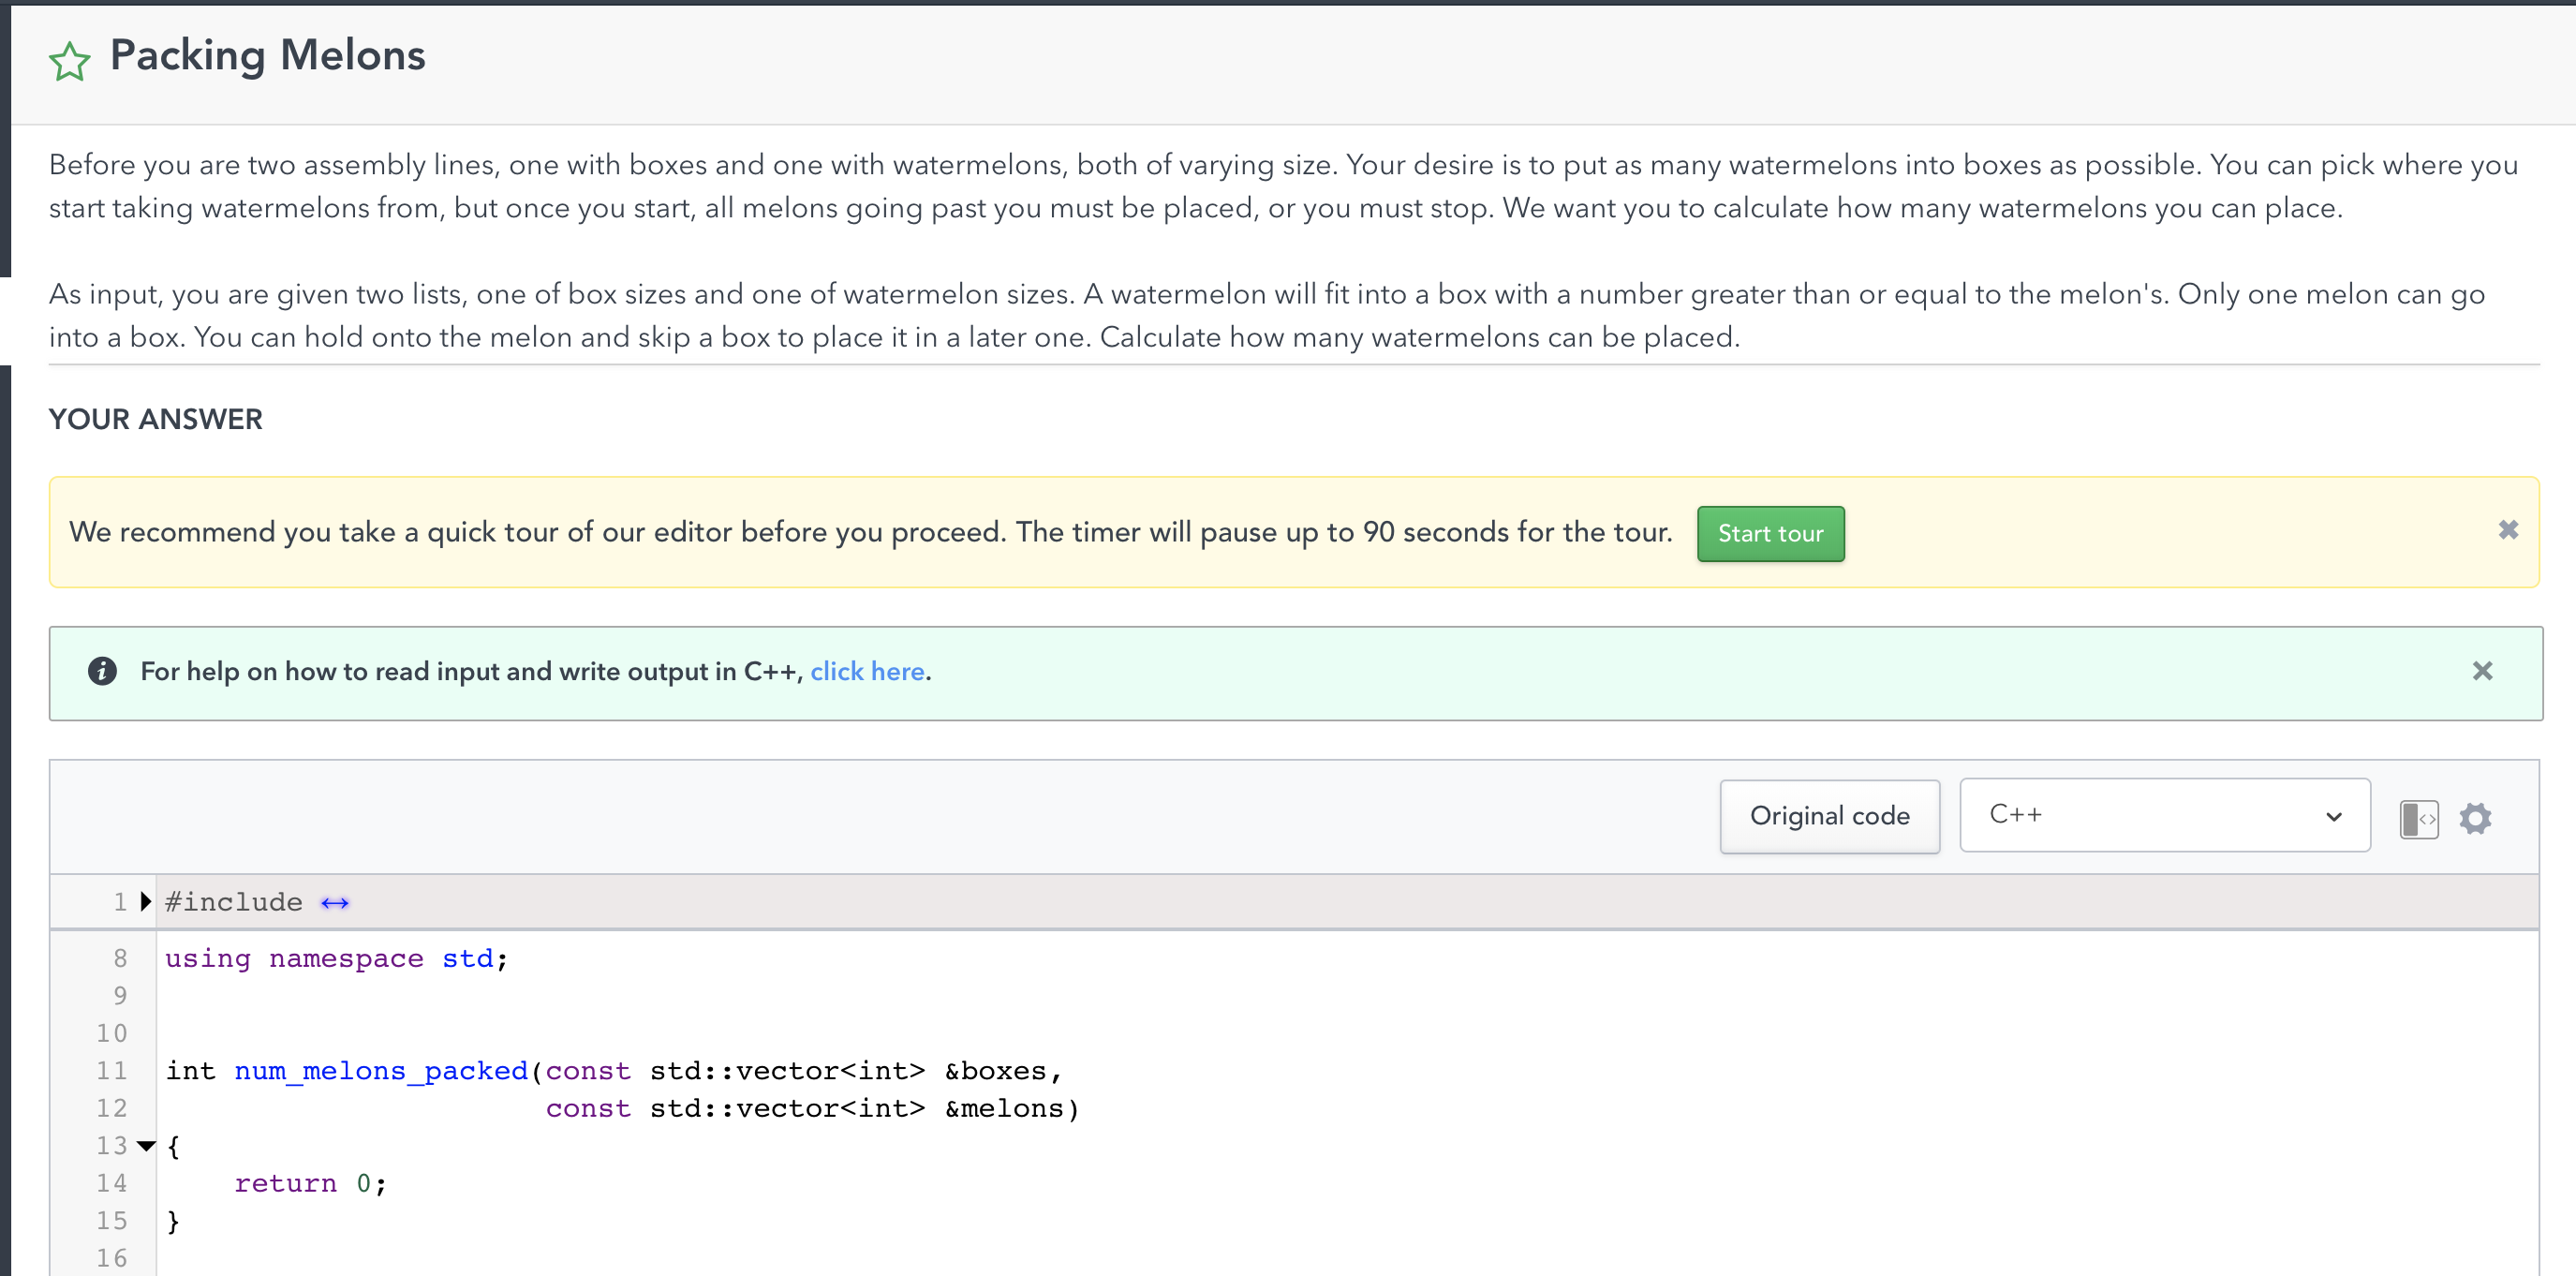 Packing Melons
Before you are two assembly lines, one with boxes and one with watermelons, both of varying size. Your desire is to put as many watermelons into boxes as possible. You can pick where you
start taking watermelons from, but once you start, all melons going past you must be placed, or you must stop. We want you to calculate how many watermelons you can place.
As input, you are given two lists, one of box sizes and one of watermelon sizes. A watermelon will fit into a box with a number greater than or equal to the melon's. Only one melon can go
into a box. You can hold onto the melon and skip a box to place it in a later one. Calculate how many watermelons can be placed.
YOUR ANSWER
We recommend you take a quick tour of our editor before you proceed. The timer will pause up to 90 seconds for the tour. Start tour
For help on how to read input and write output in C++, click here.
Original code C++
1 #include
8 using namespace std;
9
10
11 int num_melons_packed(const std::vector<int> &boxes,
12 const std::vector<int> &melons)
13 {
14 return 0;
15 }
16